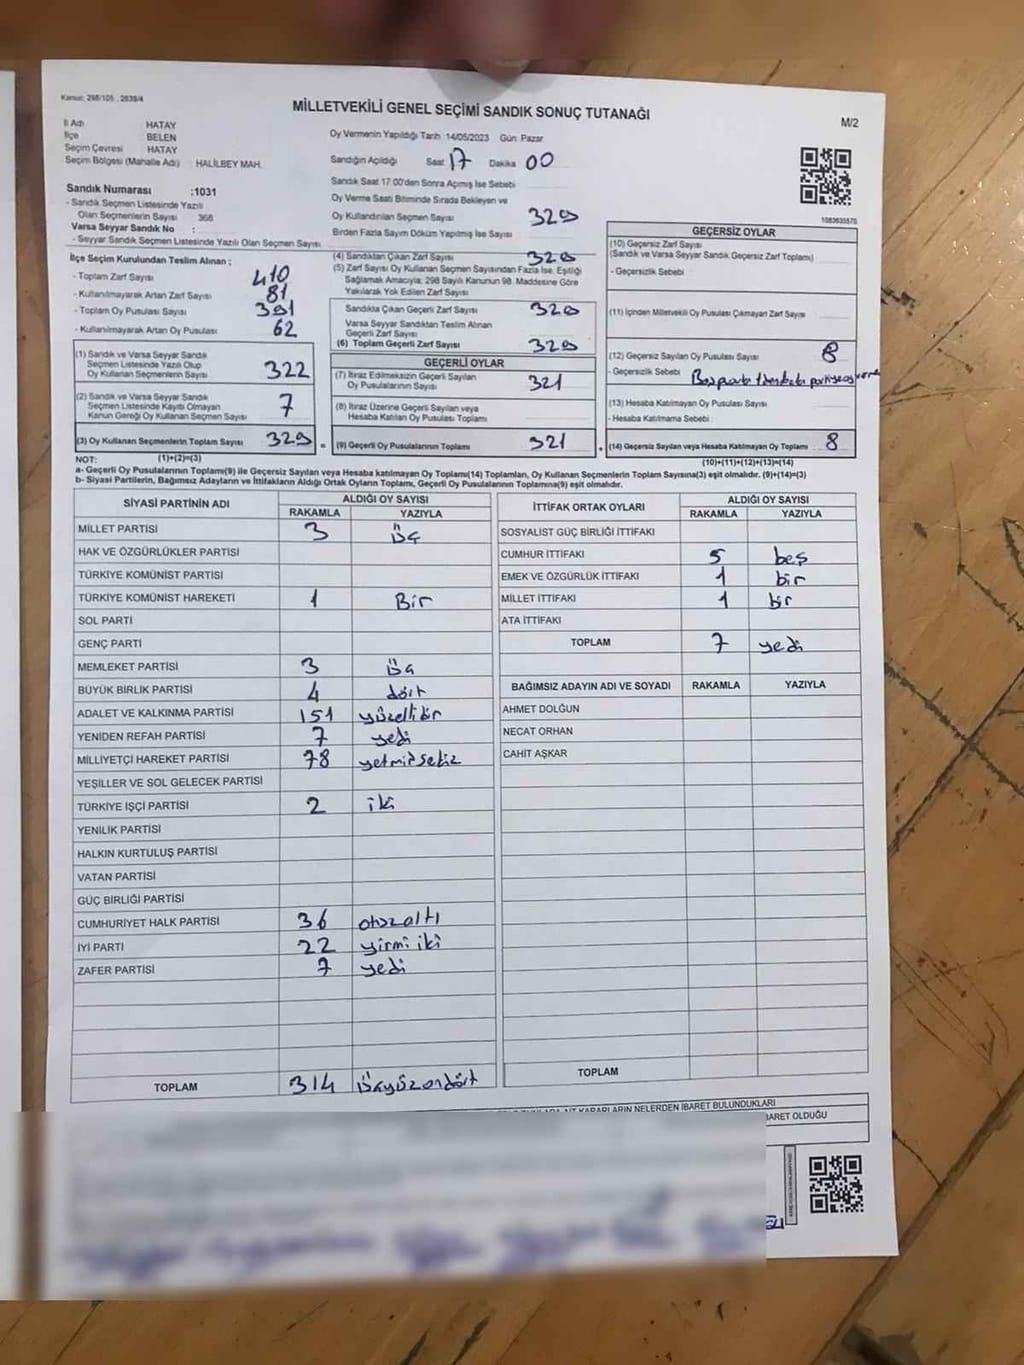 Kanun: 298/105 : 2839/4
MİLLETVEKİLİ GENEL SEÇİMİ SANDIK SONUÇ TUTANAĞI
M/2
İl Adı HATAY
İlçe BELEN
Seçim Çevresi HATAY
Seçim Bölgesi (Mahalle Adı) : HALİLBEY MAH.
Oy Vermenin Yapıldığı Tarih 14/05/2023 Gün Pazar
Sandığın Açıldığı Saat 17 Dakika 00
Sandık Saat 17.00'den Sonra Açılmış İse Sebebi
Oy Verme Saati Bitiminde Sırada Bekleyen ve
Oy Kullandırılan Seçmen Sayısı 329
Birden Fazla Sayım Döküm Yapılmış İse Sayısı
Sandık Numarası :1031
- Sandık Seçmen Listesinde Yazılı
Olan Seçmenlerin Sayısı 366
Varsa Seyyar Sandık No :
- Seyyar Sandık Seçmen Listesinde Yazılı Olan Seçmen Sayısı
İlçe Seçim Kurulundan Teslim Alınan ;
- Toplam Zarf Sayısı 410
- Kullanılmayarak Artan Zarf Sayısı 81
- Toplam Oy Pusulası Sayısı 391
- Kullanılmayarak Artan Oy Pusulası 62
(1) Sandık ve Varsa Seyyar Sandık
Seçmen Listesinde Yazılı Olup
Oy Kullanan Seçmenlerin Sayısı 322
(2) Sandık ve Varsa Seyyar Sandık
Seçmen Listesinde Kaydı Olmayan
Kanun Gereği Oy Kullanan Seçmen Sayısı 7
(3) Oy Kullanan Seçmenlerin Toplam Sayısı 329
(1)+(2)=(3)
(4) Sandıktan Çıkan Zarf Sayısı 329
(5) Zarf Sayısı Oy Kullanan Seçmen Sayısından Fazla İse, Eşitliği
Sağlamak Amacıyla; 298 Sayılı Kanunun 98. Maddesine Göre
Yakılarak Yok Edilen Zarf Sayısı
Sandıkta Çıkan Geçerli Zarf Sayısı 329
Varsa Seyyar Sandıktan Teslim Alınan
Geçerli Zarf Sayısı
(6) Toplam Geçerli Zarf Sayısı 329
GEÇERLİ OYLAR
(7) İtiraz Edilmeksizin Geçerli Sayılan
Oy Pusulalarının Sayısı 321
(8) İtiraz Üzerine Geçerli Sayılan veya
Hesaba Katılan Oy Pusulası Toplamı
(9) Geçerli Oy Pusulalarının Toplamı 321
1083635575
GEÇERSİZ OYLAR
(10) Geçersiz Zarf Sayısı
(Sandık ve Varsa Seyyar Sandık Geçersiz Zarf Toplamı)
- Geçersizlik Sebebi
(11) İçinden Milletvekili Oy Pusulası Çıkmayan Zarf Sayısı
(12) Geçersiz Sayılan Oy Pusulası Sayısı 8
- Geçersizlik Sebebi
(13) Hesaba Katılmayan Oy Pusulası Sayısı
- Hesaba Katılmama Sebebi
(14) Geçersiz Sayılan veya Hesaba Katılmayan Oy Toplamı 8
(10)+(11)+(12)+(13)=(14)
NOT:
a- Geçerli Oy Pusulalarının Toplamı(9) ile Geçersiz Sayılan veya Hesaba katılmayan Oy Toplamı(14) Toplamları, Oy Kullanan Seçmenlerin Toplam Sayısına(3) eşit olmalıdır. (9)+(14)=(3)
b- Siyasi Partilerin, Bağımsız Adayların ve İttifakların Aldığı Ortak Oyların Toplamı, Geçerli Oy Pusulalarının Toplamına(9) eşit olmalıdır.
SİYASİ PARTİNİN ADI ALDIĞI OY SAYISI
RAKAMLA YAZIYLA
MİLLET PARTİSİ 3 üç
HAK VE ÖZGÜRLÜKLER PARTİSİ
TÜRKİYE KOMÜNİST PARTİSİ
TÜRKİYE KOMÜNİST HAREKETİ 1 Bir
SOL PARTİ
GENÇ PARTİ
MEMLEKET PARTİSİ 3 üç
BÜYÜK BİRLİK PARTİSİ 4 dört
ADALET VE KALKINMA PARTİSİ 151 yüzellibir
YENİDEN REFAH PARTİSİ 7 yedi
MİLLİYETÇİ HAREKET PARTİSİ 78 yetmişsekiz
YEŞİLLER VE SOL GELECEK PARTİSİ
TÜRKİYE İŞÇİ PARTİSİ 2 iki
YENİLİK PARTİSİ
HALKIN KURTULUŞ PARTİSİ
VATAN PARTİSİ
GÜÇ BİRLİĞİ PARTİSİ
CUMHURİYET HALK PARTİSİ 36 otuzaltı
İYİ PARTİ 22 yirmi iki
ZAFER PARTİSİ 7 yedi
TOPLAM 314 üçyüzondört
İTTİFAK ORTAK OYLARI ALDIĞI OY SAYISI
RAKAMLA YAZIYLA
SOSYALİST GÜÇ BİRLİĞİ İTTİFAKI
CUMHUR İTTİFAKI 5 beş
EMEK VE ÖZGÜRLÜK İTTİFAKI 1 bir
MİLLET İTTİFAKI 1 bir
ATA İTTİFAKI
TOPLAM 7 yedi
BAĞIMSIZ ADAYIN ADI VE SOYADI RAKAMLA YAZIYLA
AHMET DOLĞUN
NECAT ORHAN
CAHİT AŞKAR
TOPLAM
KARARLARIN NELERDEN İBARET BULUNDUKLARI
İBARET OLDUĞU